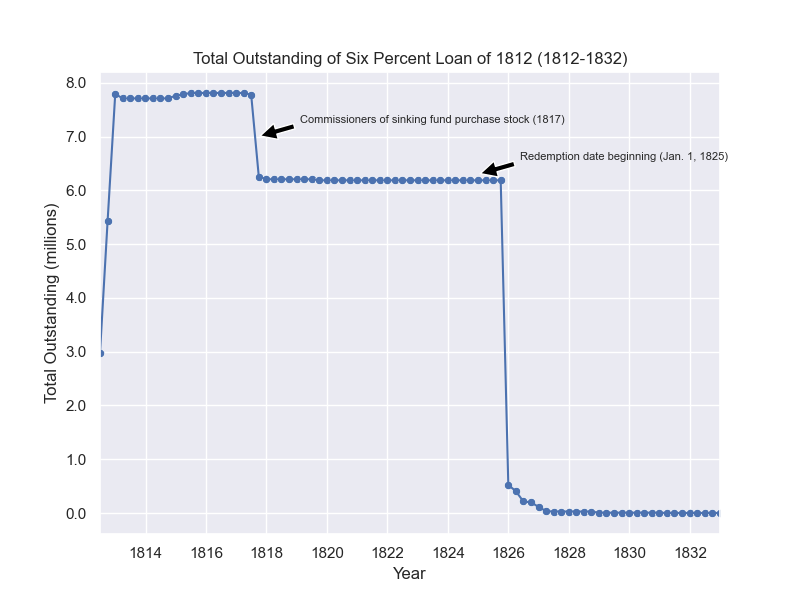 Total Outstanding of Six Percent Loan of 1812 (1812-1832)
8.0
7.0
6.0
5.0
4.0
3.0
2.0
1.0
0.0
Total Outstanding (millions)
Commissioners of sinking fund purchase stock (1817)
Redemption date beginning (Jan. 1, 1825)
1814 1816 1818 1820 1822 1824 1826 1828 1830 1832
Year